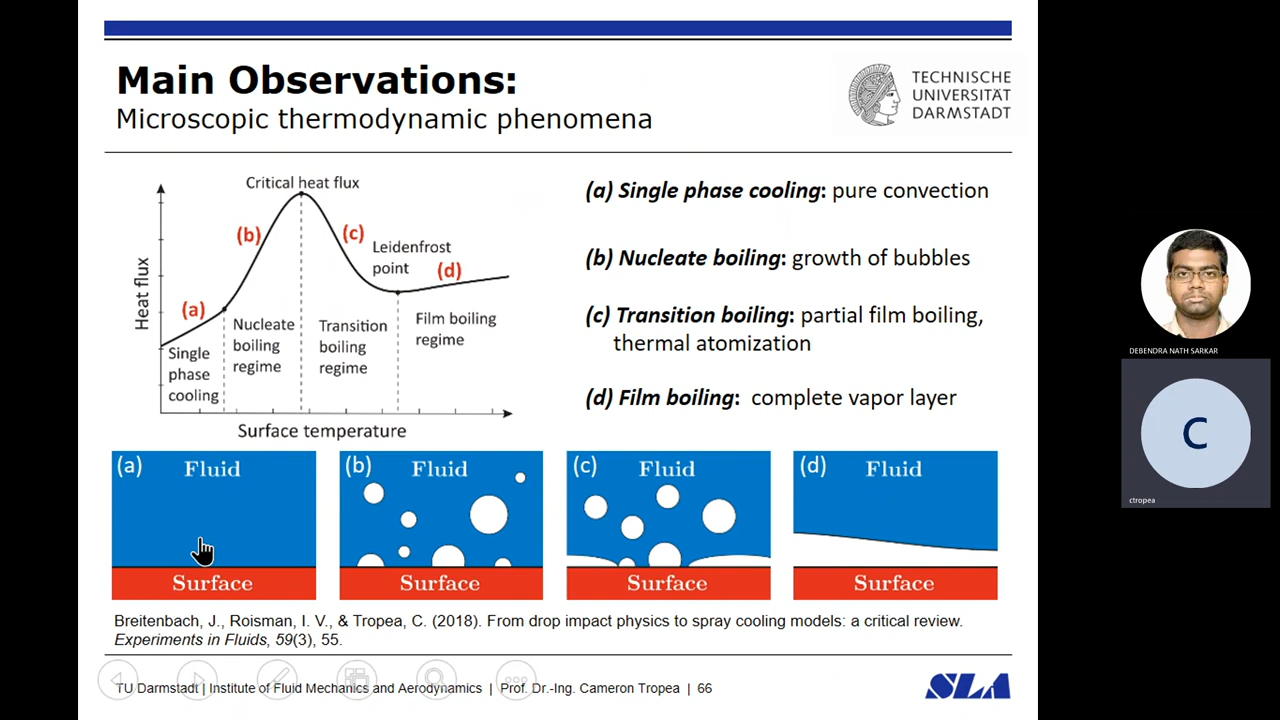 Main Observations:
Microscopic thermodynamic phenomena
TECHNISCHE
UNIVERSITÄT
DARMSTADT
Critical heat flux
(b)
(c)
Leidenfrost
point
(d)
(a)
Heat flux
Single
phase
cooling
Nucleate
boiling
regime
Transition
boiling
regime
Film boiling
regime
Surface temperature
(a) Single phase cooling: pure convection
(b) Nucleate boiling: growth of bubbles
(c) Transition boiling: partial film boiling,
thermal atomization
(d) Film boiling: complete vapor layer
(a) Fluid
Surface
(b) Fluid
Surface
(c) Fluid
Surface
(d) Fluid
Surface
Breitenbach, J., Roisman, I. V., & Tropea, C. (2018). From drop impact physics to spray cooling models: a critical review.
Experiments in Fluids, 59(3), 55.
TU Darmstadt | Institute of Fluid Mechanics and Aerodynamics | Prof. Dr.-Ing. Cameron Tropea | 66
SLA
DEBENDRA NATH SARKAR
C
ctropea